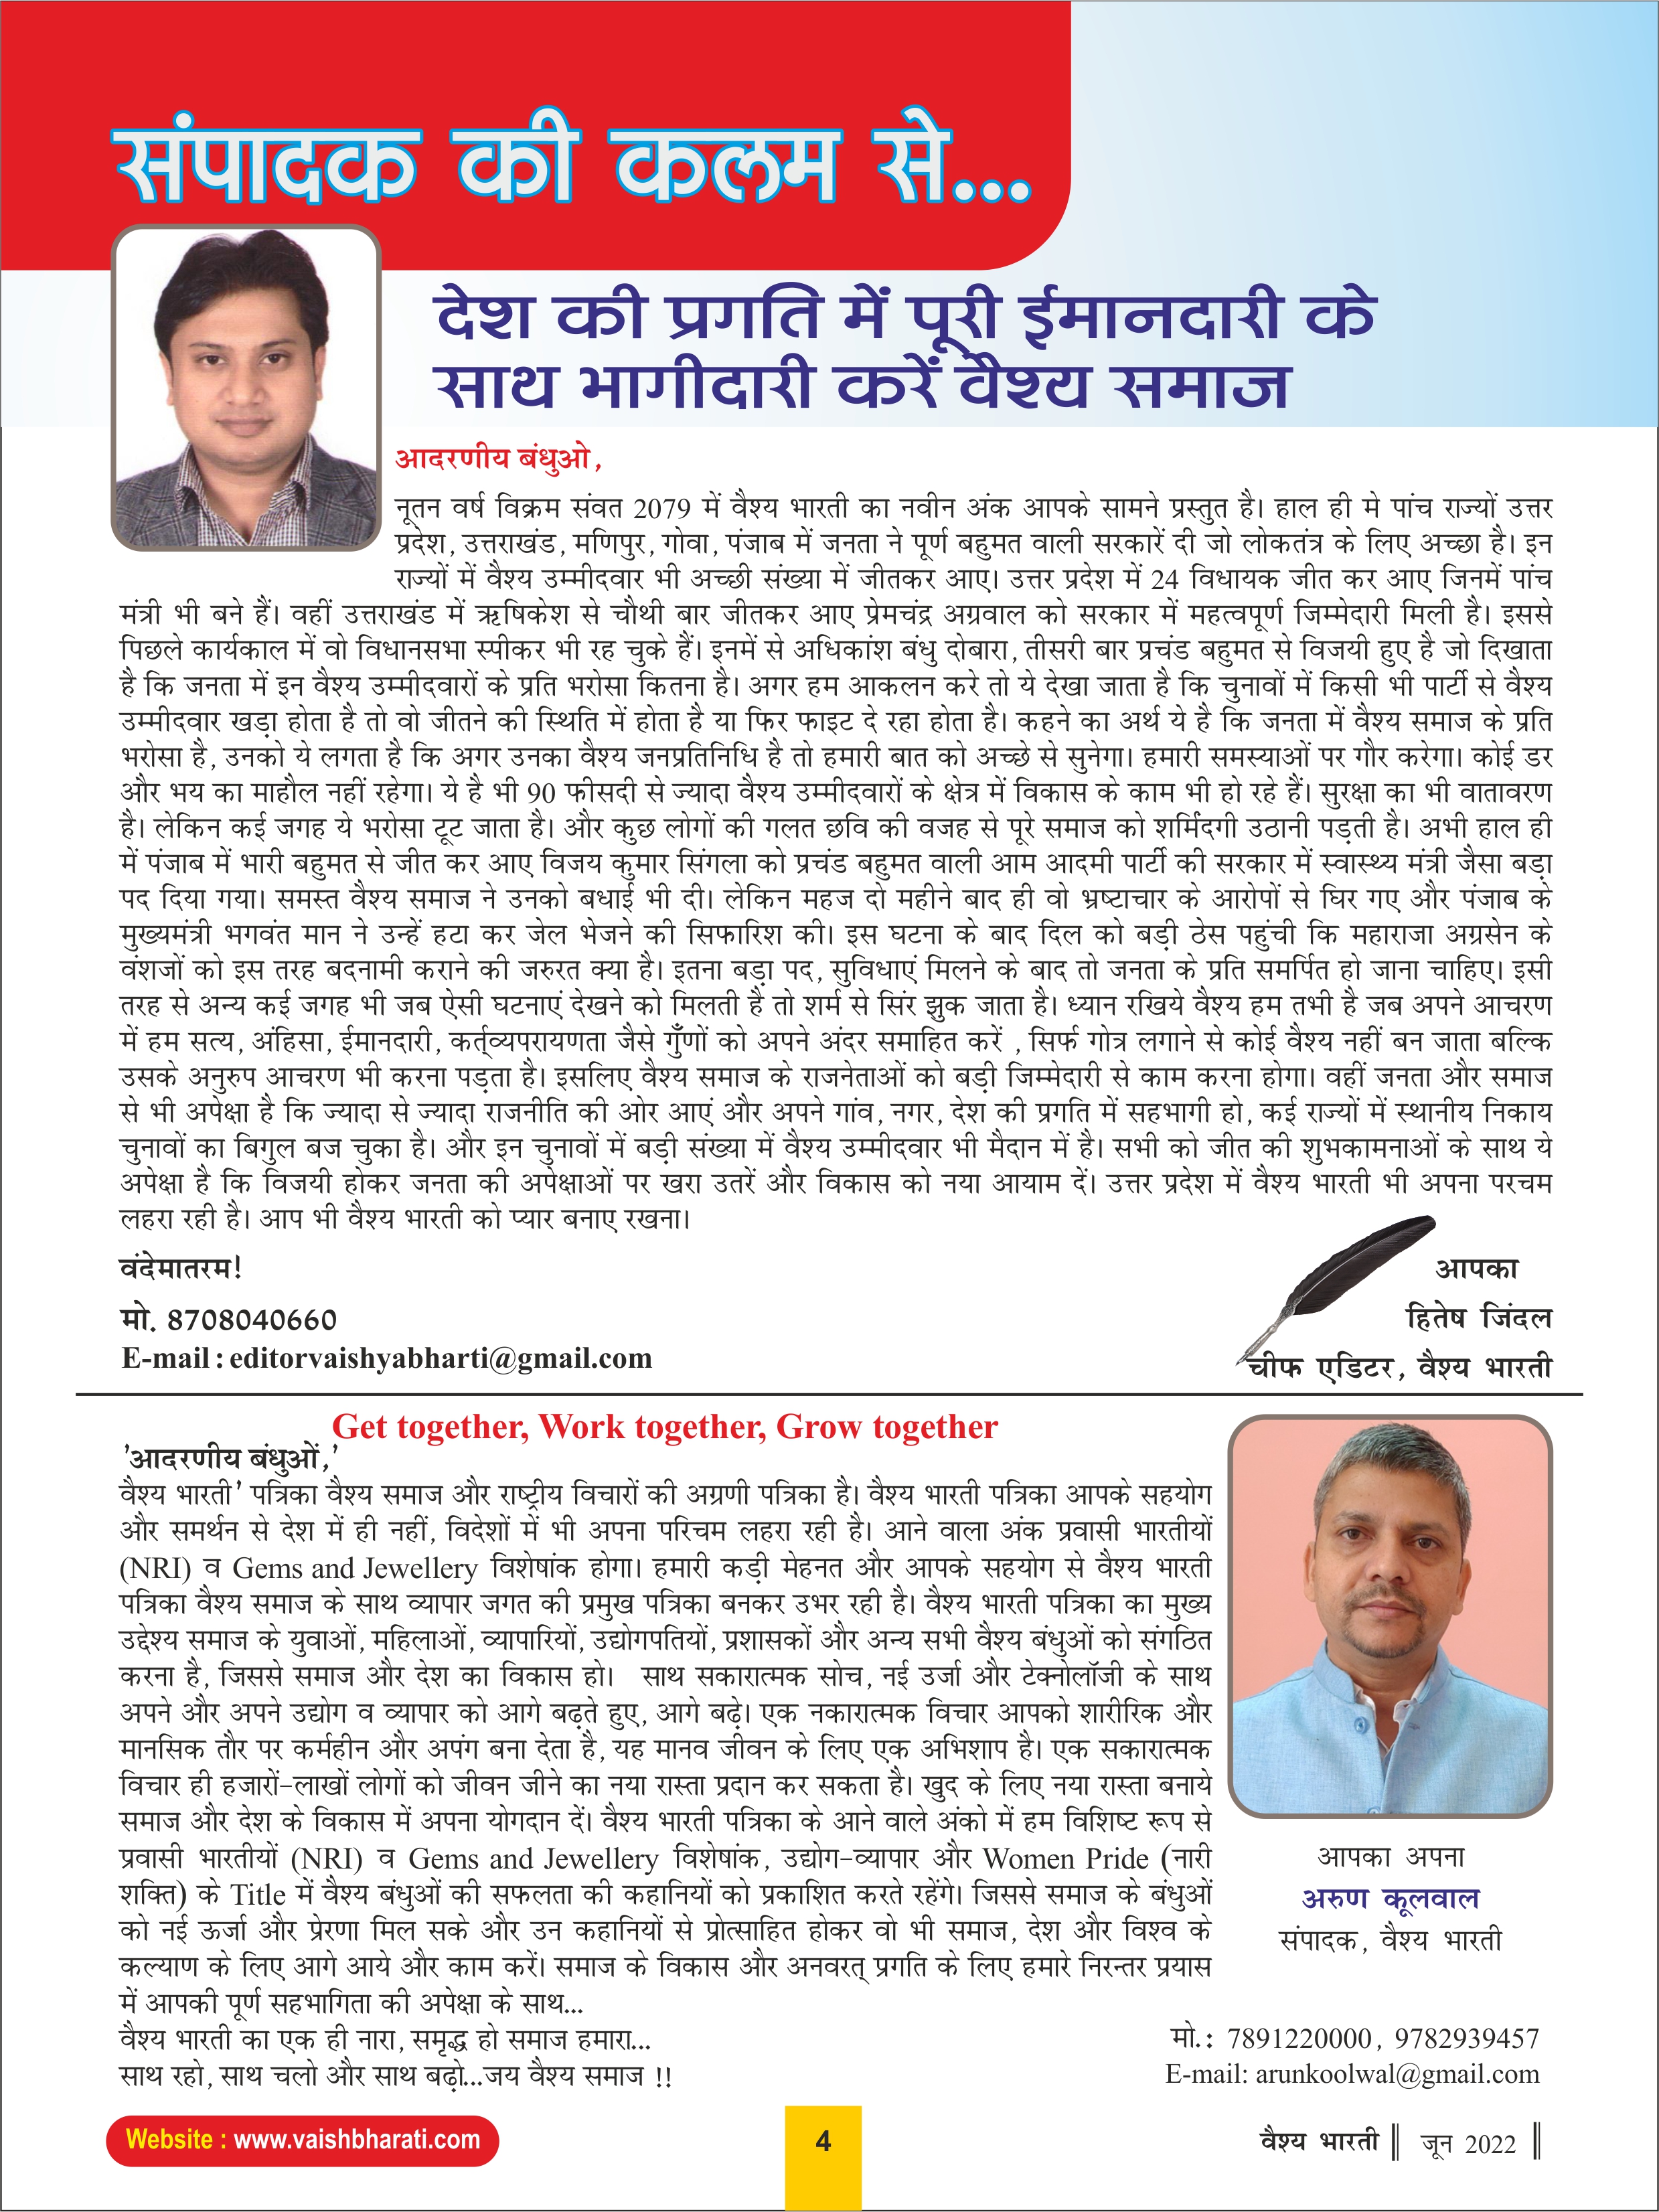 संपादक की कलम से...
देश की प्रगति में पूरी ईमानदारी के
साथ भागीदारी करें वैश्य समाज
आदरणीय बंधुओ,
नूतन वर्ष विक्रम संवत 2079 में वैश्य भारती का नवीन अंक आपके सामने प्रस्तुत है। हाल ही मे पांच राज्यों उत्तर
प्रदेश, उत्तराखंड, मणिपुर, गोवा, पंजाब में जनता ने पूर्ण बहुमत वाली सरकारें दी जो लोकतंत्र के लिए अच्छा है। इन
राज्यों में वैश्य उम्मीदवार भी अच्छी संख्या में जीतकर आए। उत्तर प्रदेश में 24 विधायक जीत कर आए जिनमें पांच
मंत्री भी बने हैं। वहीं उत्तराखंड में ऋषिकेश से चौथी बार जीतकर आए प्रेमचंद्र अग्रवाल को सरकार में महत्वपूर्ण जिम्मेदारी मिली है। इससे
पिछले कार्यकाल में वो विधानसभा स्पीकर भी रह चुके हैं। इनमें से अधिकांश बंधु दोबारा, तीसरी बार प्रचंड बहुमत से विजयी हुए है जो दिखाता
है कि जनता में इन वैश्य उम्मीदवारों के प्रति भरोसा कितना है। अगर हम आकलन करे तो ये देखा जाता है कि चुनावों में किसी भी पार्टी से वैश्य
उम्मीदवार खड़ा होता है तो वो जीतने की स्थिति में होता है या फिर फाइट दे रहा होता है। कहने का अर्थ ये है कि जनता में वैश्य समाज के प्रति
भरोसा है, उनको ये लगता है कि अगर उनका वैश्य जनप्रतिनिधि है तो हमारी बात को अच्छे से सुनेगा। हमारी समस्याओं पर गौर करेगा। कोई डर
और भय का माहौल नहीं रहेगा। ये है भी 90 फीसदी से ज्यादा वैश्य उम्मीदवारों के क्षेत्र में विकास के काम भी हो रहे हैं। सुरक्षा का भी वातावरण
है। लेकिन कई जगह ये भरोसा टूट जाता है। और कुछ लोगों की गलत छवि की वजह से पूरे समाज को शर्मिंदगी उठानी पड़ती है। अभी हाल ही
में पंजाब में भारी बहुमत से जीत कर आए विजय कुमार सिंगला को प्रचंड बहुमत वाली आम आदमी पार्टी की सरकार में स्वास्थ्य मंत्री जैसा बड़ा
पद दिया गया। समस्त वैश्य समाज ने उनको बधाई भी दी। लेकिन महज दो महीने बाद ही वो भ्रष्टाचार के आरोपों से घिर गए और पंजाब के
मुख्यमंत्री भगवंत मान ने उन्हें हटा कर जेल भेजने की सिफारिश की। इस घटना के बाद दिल को बड़ी ठेस पहुंची कि महाराजा अग्रसेन के
वंशजों को इस तरह बदनामी कराने की जरुरत क्या है। इतना बड़ा पद, सुविधाएं मिलने के बाद तो जनता के प्रति समर्पित हो जाना चाहिए। इसी
तरह से अन्य कई जगह भी जब ऐसी घटनाएं देखने को मिलती है तो शर्म से सिंर झुक जाता है। ध्यान रखिये वैश्य हम तभी है जब अपने आचरण
में हम सत्य, अंहिसा, ईमानदारी, कर्त्व्यपरायणता जैसे गुँणों को अपने अंदर समाहित करें , सिर्फ गोत्र लगाने से कोई वैश्य नहीं बन जाता बल्कि
उसके अनुरुप आचरण भी करना पड़ता है। इसलिए वैश्य समाज के राजनेताओं को बड़ी जिम्मेदारी से काम करना होगा। वहीं जनता और समाज
से भी अपेक्षा है कि ज्यादा से ज्यादा राजनीति की ओर आएं और अपने गांव, नगर, देश की प्रगति में सहभागी हो, कई राज्यों में स्थानीय निकाय
चुनावों का बिगुल बज चुका है। और इन चुनावों में बड़ी संख्या में वैश्य उम्मीदवार भी मैदान में है। सभी को जीत की शुभकामनाओं के साथ ये
अपेक्षा है कि विजयी होकर जनता की अपेक्षाओं पर खरा उतरें और विकास को नया आयाम दें। उत्तर प्रदेश में वैश्य भारती भी अपना परचम
लहरा रही है। आप भी वैश्य भारती को प्यार बनाए रखना।
वंदेमातरम!
मो. 8708040660
E-mail : editorvaishyabharti@gmail.com
आपका
हितेष जिंदल
चीफ एडिटर, वैश्य भारती
Get together, Work together, Grow together
'आदरणीय बंधुओं,'
वैश्य भारती' पत्रिका वैश्य समाज और राष्ट्रीय विचारों की अग्रणी पत्रिका है। वैश्य भारती पत्रिका आपके सहयोग
और समर्थन से देश में ही नहीं, विदेशों में भी अपना परिचम लहरा रही है। आने वाला अंक प्रवासी भारतीयों
(NRI) व Gems and Jewellery विशेषांक होगा। हमारी कड़ी मेहनत और आपके सहयोग से वैश्य भारती
पत्रिका वैश्य समाज के साथ व्यापार जगत की प्रमुख पत्रिका बनकर उभर रही है। वैश्य भारती पत्रिका का मुख्य
उद्देश्य समाज के युवाओं, महिलाओं, व्यापारियों, उद्योगपतियों, प्रशासकों और अन्य सभी वैश्य बंधुओं को संगठित
करना है, जिससे समाज और देश का विकास हो। साथ सकारात्मक सोच, नई उर्जा और टेक्नोलॉजी के साथ
अपने और अपने उद्योग व व्यापार को आगे बढ़ते हुए, आगे बढ़े। एक नकारात्मक विचार आपको शारीरिक और
मानसिक तौर पर कर्महीन और अपंग बना देता है, यह मानव जीवन के लिए एक अभिशाप है। एक सकारात्मक
विचार ही हजारों-लाखों लोगों को जीवन जीने का नया रास्ता प्रदान कर सकता है। खुद के लिए नया रास्ता बनाये
समाज और देश के विकास में अपना योगदान दें। वैश्य भारती पत्रिका के आने वाले अंको में हम विशिष्ट रूप से
प्रवासी भारतीयों (NRI) व Gems and Jewellery विशेषांक, उद्योग-व्यापार और Women Pride (नारी
शक्ति) के Title में वैश्य बंधुओं की सफलता की कहानियों को प्रकाशित करते रहेंगे। जिससे समाज के बंधुओं
को नई ऊर्जा और प्रेरणा मिल सके और उन कहानियों से प्रोत्साहित होकर वो भी समाज, देश और विश्व के
कल्याण के लिए आगे आये और काम करें। समाज के विकास और अनवरत् प्रगति के लिए हमारे निरन्तर प्रयास
में आपकी पूर्ण सहभागिता की अपेक्षा के साथ...
वैश्य भारती का एक ही नारा, समृद्ध हो समाज हमारा...
साथ रहो, साथ चलो और साथ बढ़ो...जय वैश्य समाज !!
आपका अपना
अरुण कूलवाल
संपादक, वैश्य भारती
मो.: 7891220000, 9782939457
E-mail: arunkoolwal@gmail.com
Website : www.vaishbharati.com
4
वैश्य भारती || जून 2022 ||